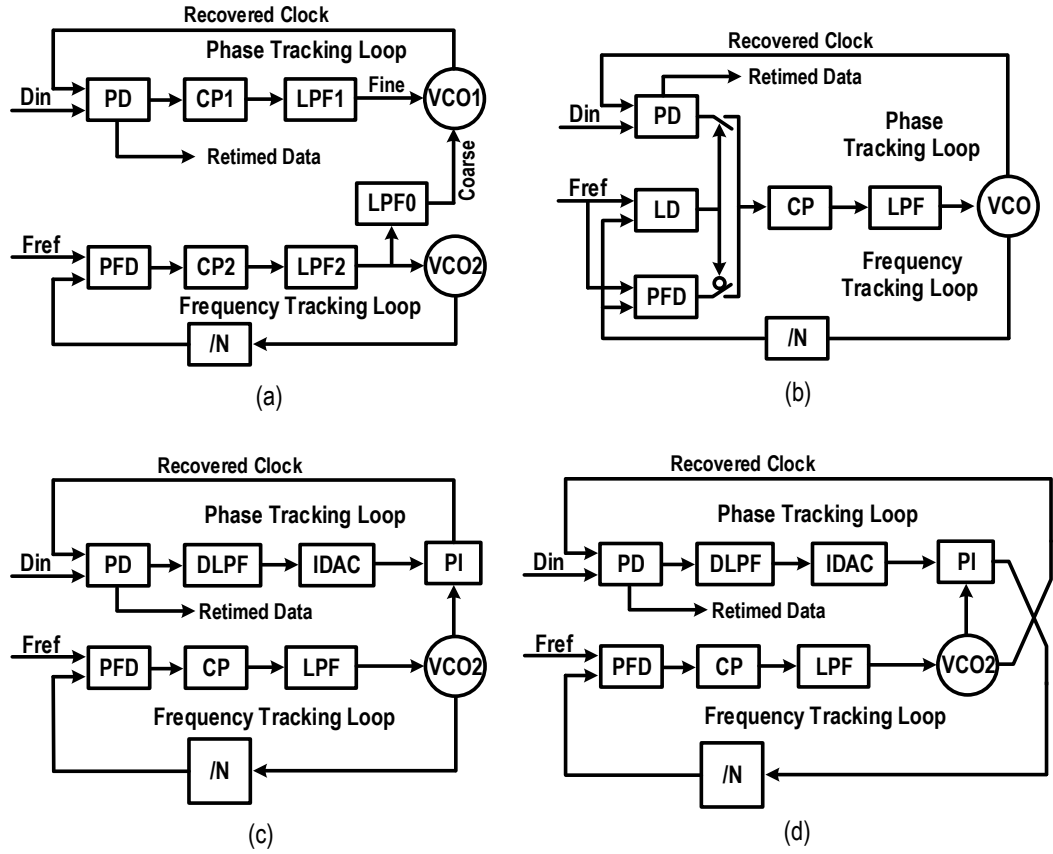 Recovered Clock
Phase Tracking Loop
Din
PD
CP1
LPF1
Fine
VCO1
Retimed Data
Coarse
LPF0
Fref
PFD
CP2
LPF2
VCO2
Frequency Tracking Loop
/N
(a)
Recovered Clock
Retimed Data
Din
PD
Phase
Tracking Loop
Fref
LD
CP
LPF
VCO
PFD
Frequency
Tracking Loop
/N
(b)
Recovered Clock
Phase Tracking Loop
Din
PD
DLPF
IDAC
PI
Retimed Data
Fref
PFD
CP
LPF
VCO2
Frequency Tracking Loop
/N
(c)
Recovered Clock
Phase Tracking Loop
Din
PD
DLPF
IDAC
PI
Retimed Data
Fref
PFD
CP
LPF
VCO2
Frequency Tracking Loop
/N
(d)